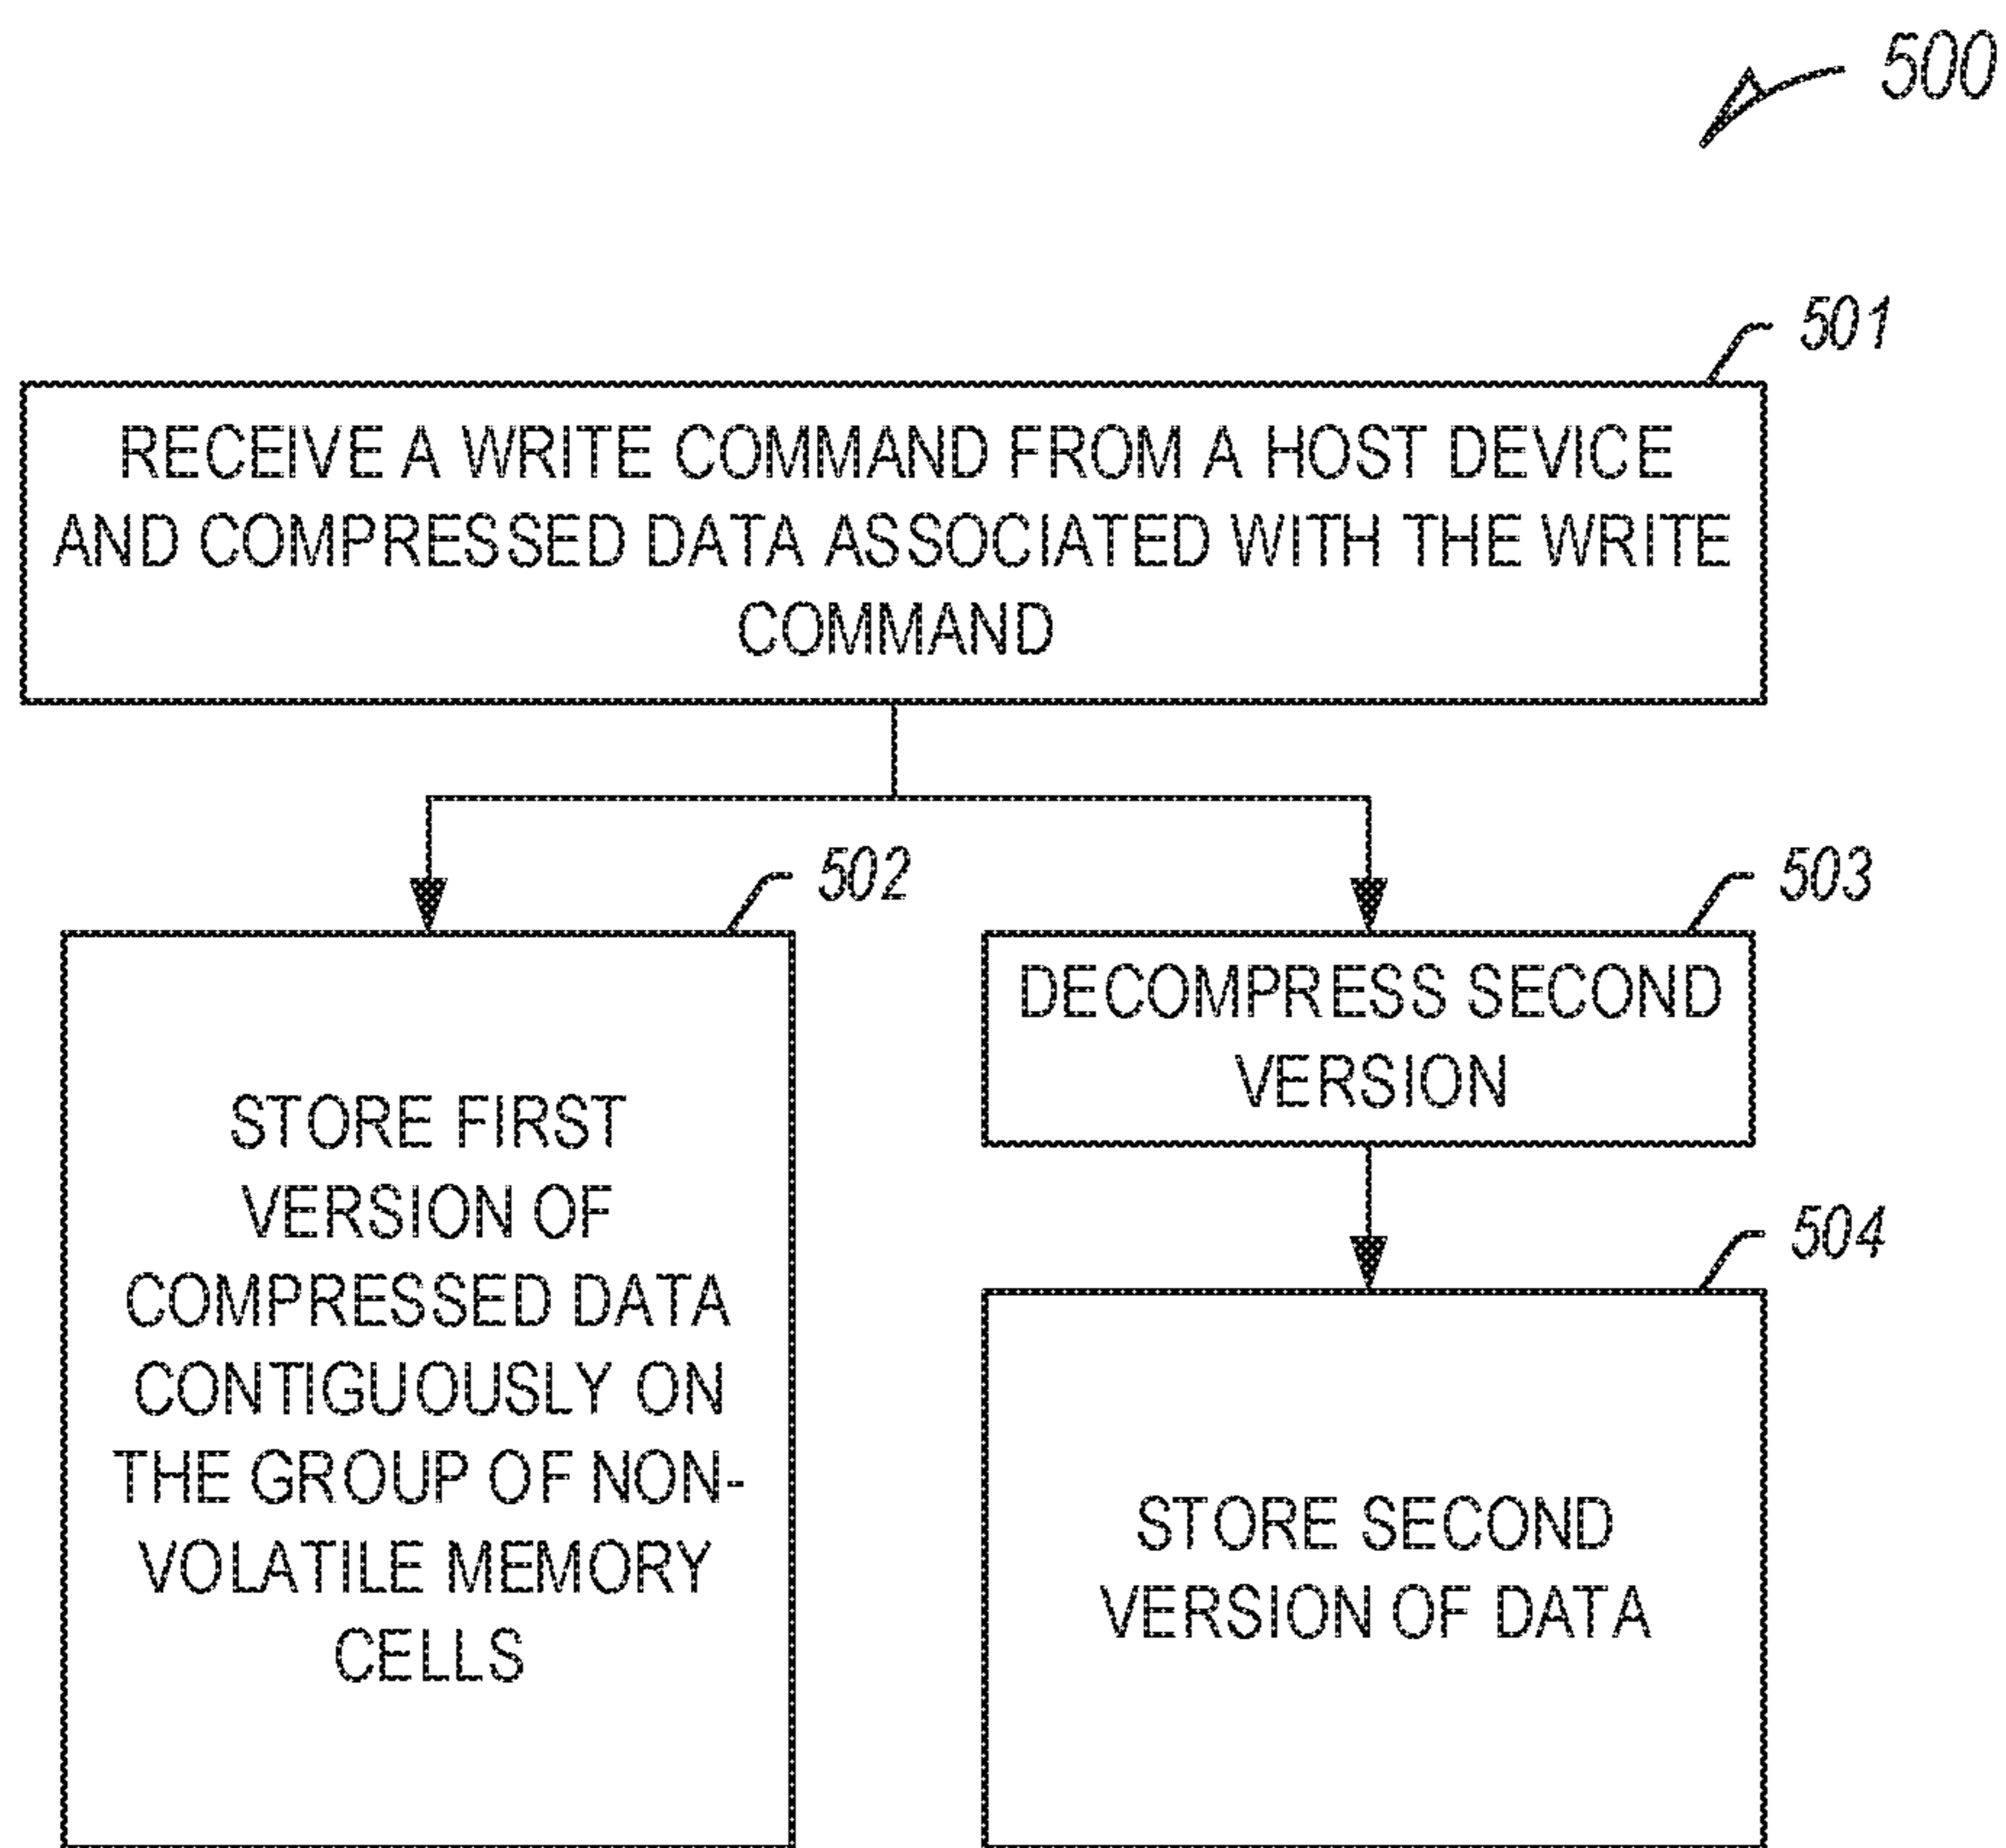 500
501
RECEIVE A WRITE COMMAND FROM A HOST DEVICE
AND COMPRESSED DATA ASSOCIATED WITH THE WRITE
COMMAND
502
STORE FIRST
VERSION OF
COMPRESSED DATA
CONTIGUOUSLY ON
THE GROUP OF NON-
VOLATILE MEMORY
CELLS
503
DECOMPRESS SECOND
VERSION
504
STORE SECOND
VERSION OF DATA